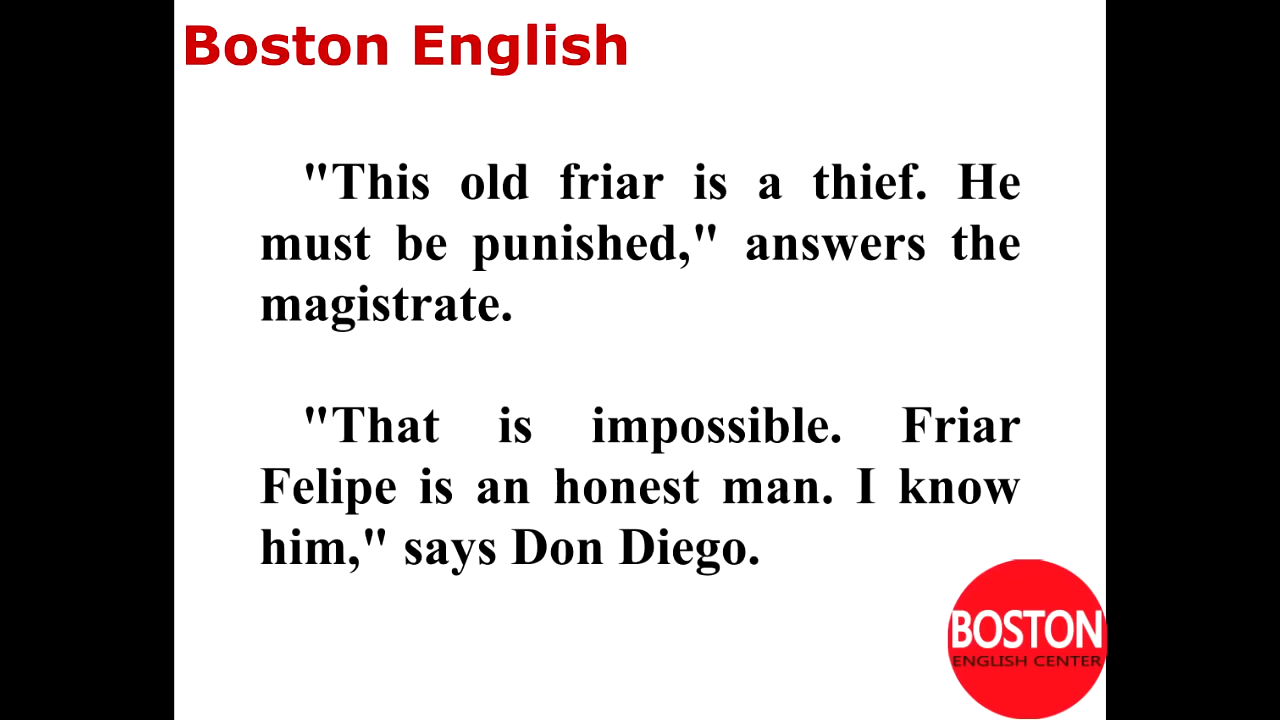 Boston English
"This old friar is a thief. He
must be punished," answers the
magistrate.
"That is impossible. Friar
Felipe is an honest man. I know
him," says Don Diego.
BOSTON
ENGLISH CENTER